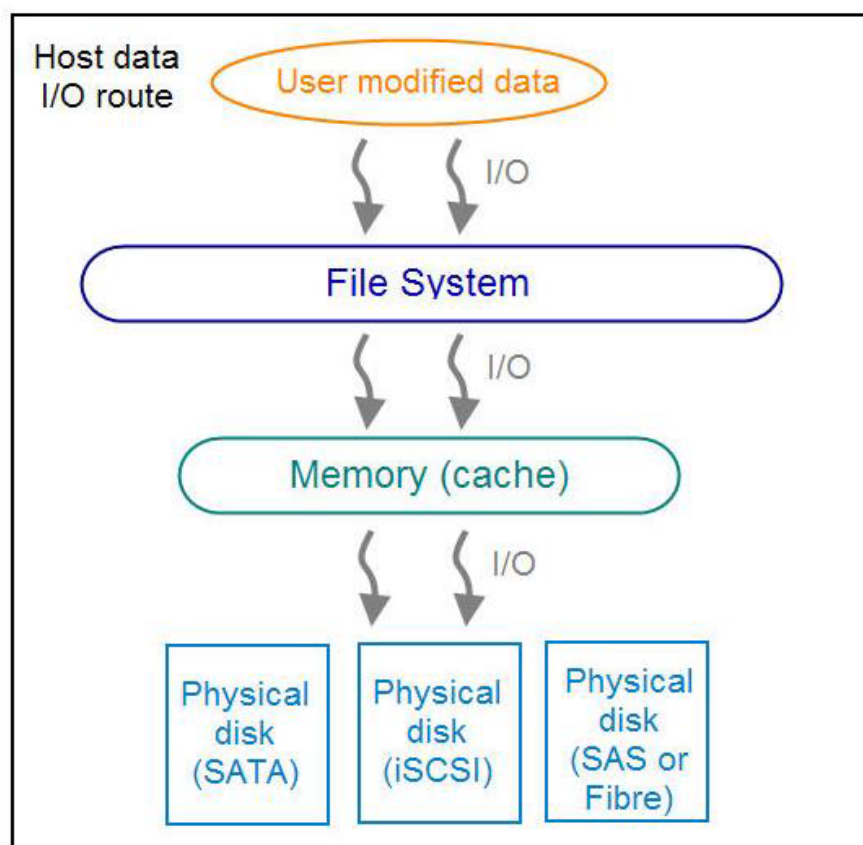 Host data
I/O route
User modified data
I/O
File System
I/O
Memory (cache)
I/O
Physical
disk
(SATA)
Physical
disk
(iSCSI)
Physical
disk
(SAS or
Fibre)